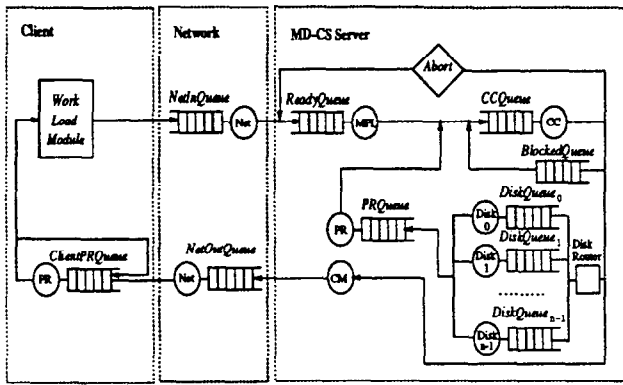 Client
Network
MD-CS Server
Abort
Work
Load
Module
NetInQueue
Net
ReadyQueue
MPL
CCQueue
CC
BlockedQueue
PR
PRQueue
Disk
0
DiskQueue0
Disk
1
DiskQueue1
Disk
Router
.........
DiskQueue n-1
Disk
n-1
PR
ClientPRQueue
Net
NetOutQueue
CM